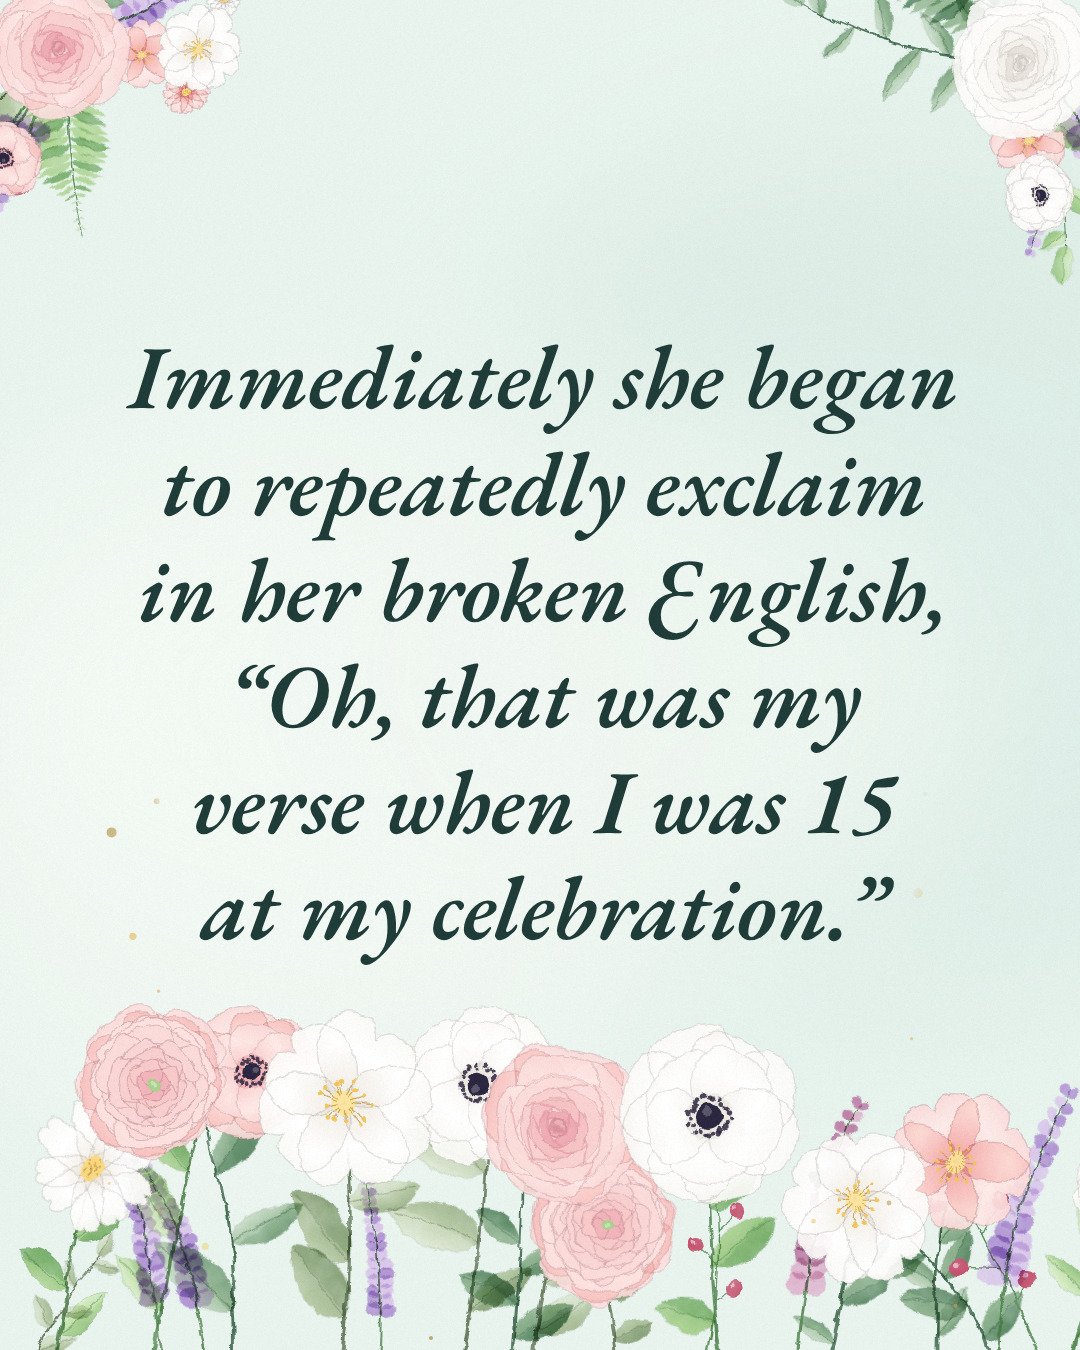 Immediately she began
to repeatedly exclaim
in her broken English,
“Oh, that was my
verse when I was 15
at my celebration.”